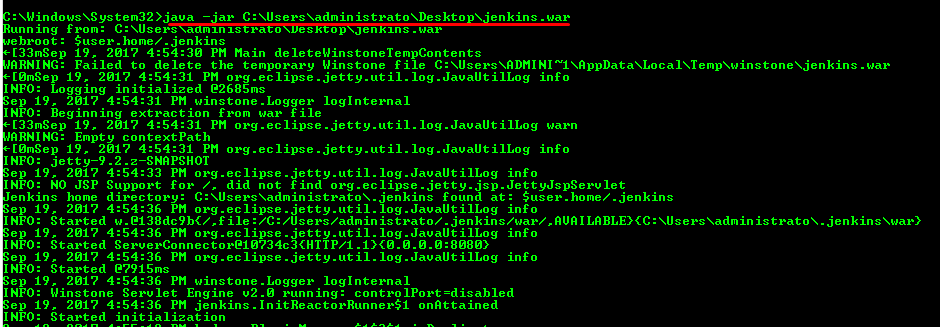 C:\Windows\System32>java -jar C:\Users\administrato\Desktop\jenkins.war
Running from: C:\Users\administrato\Desktop\jenkins.war
webroot: $user.home/.jenkins
←[33mSep 19, 2017 4:54:30 PM Main deleteWinstoneTempContents
WARNING: Failed to delete the temporary Winstone file C:\Users\ADMINI~1\AppData\Local\Temp\winstone\jenkins.war
←[0mSep 19, 2017 4:54:31 PM org.eclipse.jetty.util.log.JavaUtilLog info
INFO: Logging initialized @2685ms
Sep 19, 2017 4:54:31 PM winstone.Logger logInternal
INFO: Beginning extraction from war file
←[33mSep 19, 2017 4:54:31 PM org.eclipse.jetty.util.log.JavaUtilLog warn
WARNING: Empty contextPath
←[0mSep 19, 2017 4:54:31 PM org.eclipse.jetty.util.log.JavaUtilLog info
INFO: jetty-9.2.z-SNAPSHOT
Sep 19, 2017 4:54:33 PM org.eclipse.jetty.util.log.JavaUtilLog info
INFO: NO JSP Support for /, did not find org.eclipse.jetty.jsp.JettyJspServlet
Jenkins home directory: C:\Users\administrato\.jenkins found at: $user.home/.jenkins
Sep 19, 2017 4:54:36 PM org.eclipse.jetty.util.log.JavaUtilLog info
INFO: Started w.@138dc9b{/,file:/C:/Users/administrato/.jenkins/war/,AVAILABLE}{C:\Users\administrato\.jenkins\war}
Sep 19, 2017 4:54:36 PM org.eclipse.jetty.util.log.JavaUtilLog info
INFO: Started ServerConnector@10734c3{HTTP/1.1}{0.0.0.0:8080}
Sep 19, 2017 4:54:36 PM org.eclipse.jetty.util.log.JavaUtilLog info
INFO: Started @7915ms
Sep 19, 2017 4:54:36 PM winstone.Logger logInternal
INFO: Winstone Servlet Engine v2.0 running: controlPort=disabled
Sep 19, 2017 4:54:36 PM jenkins.InitReactorRunner$1 onAttained
INFO: Started initialization